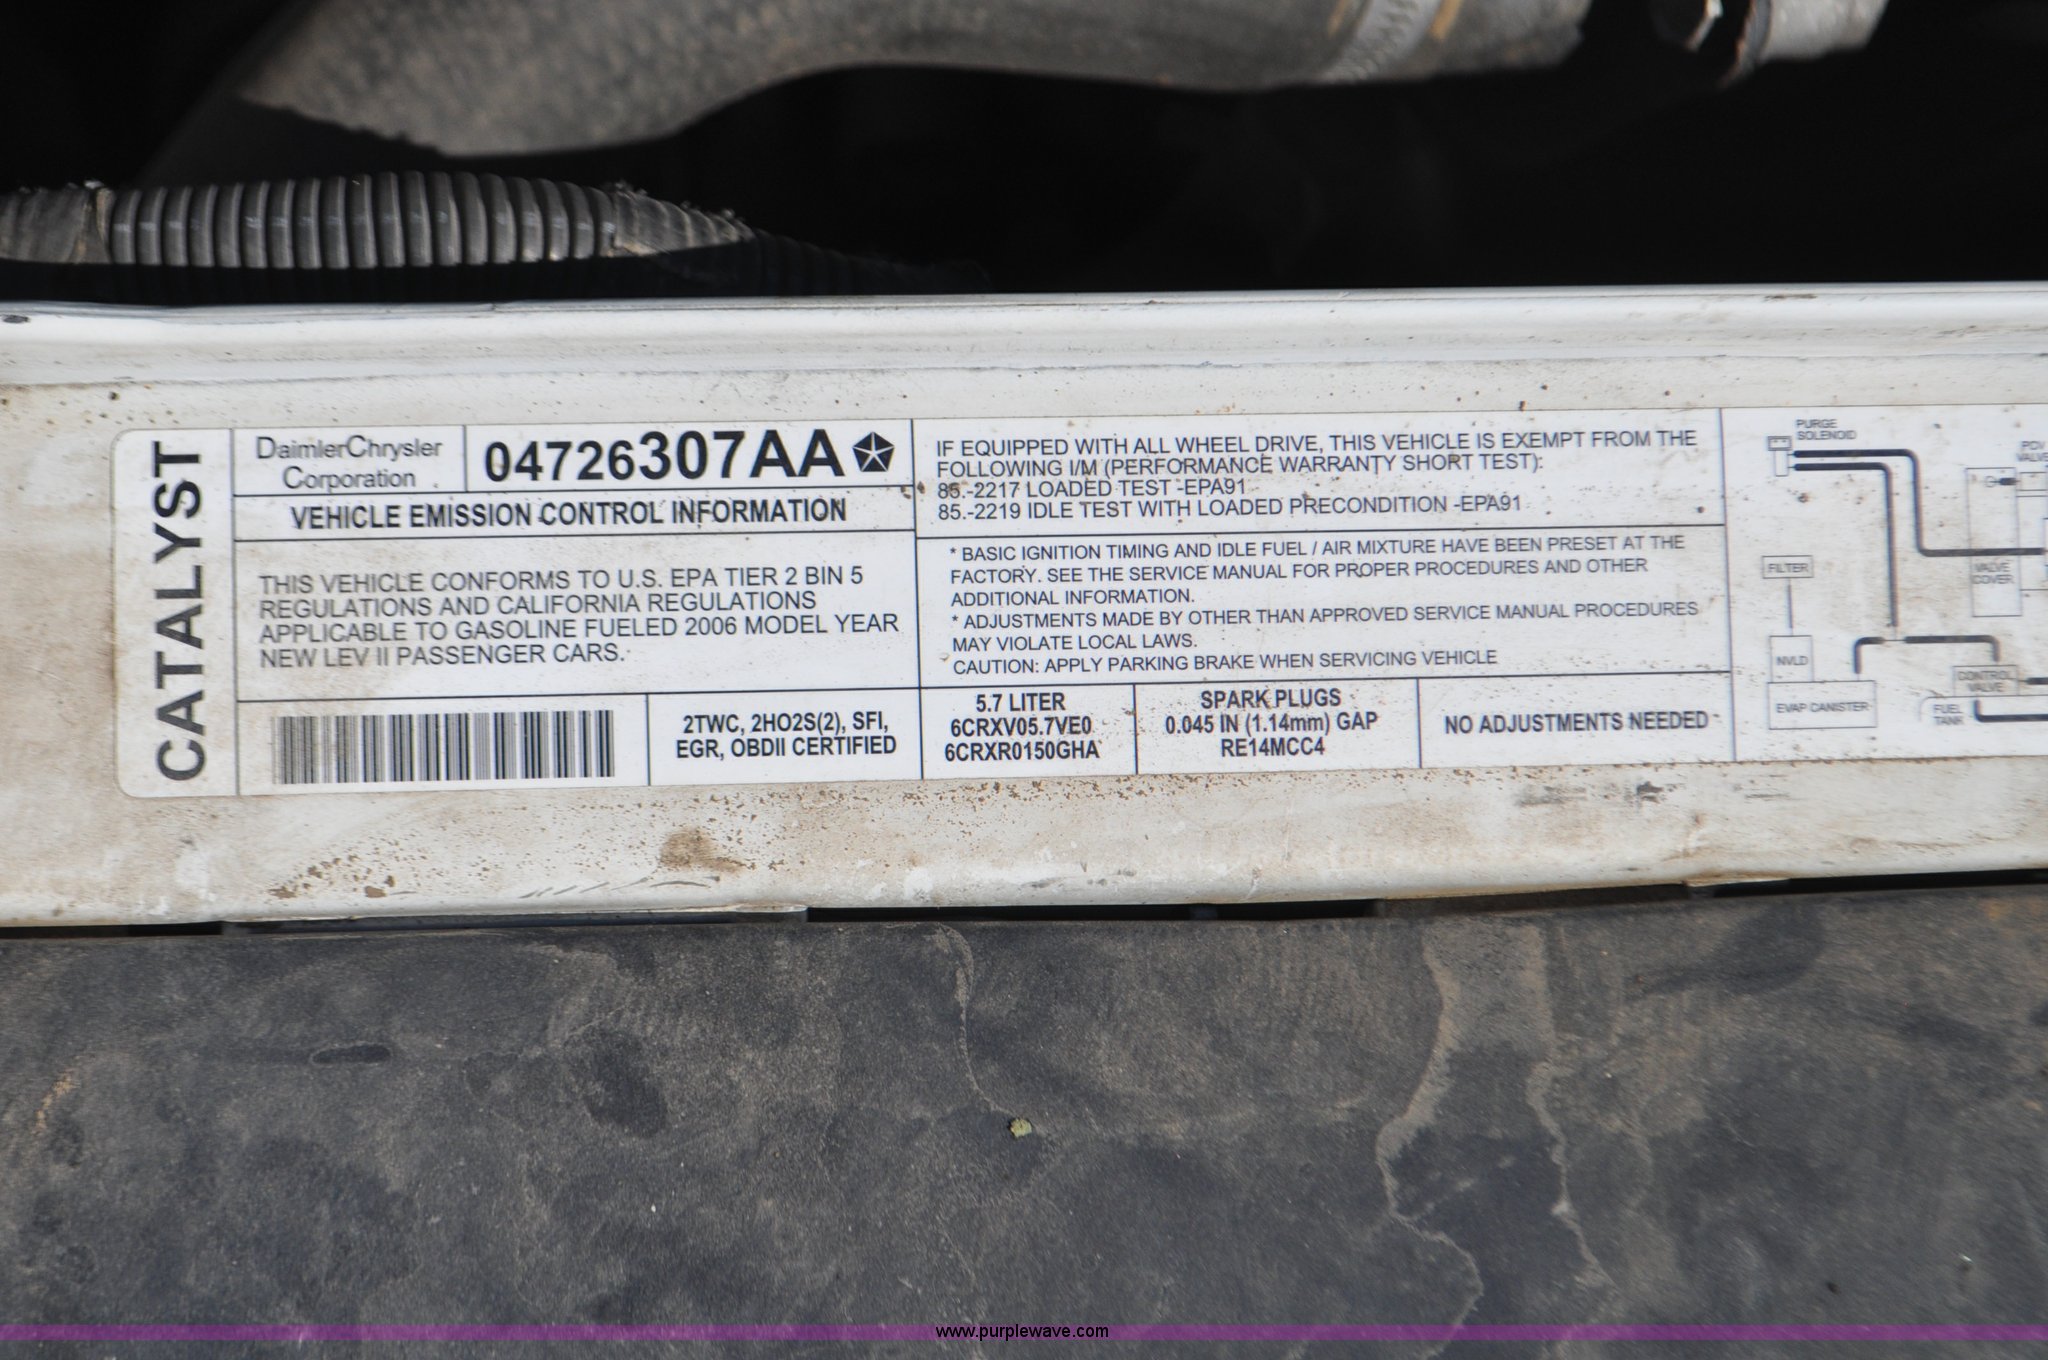 CATALYST
DaimlerChrysler
Corporation
04726307AA
VEHICLE EMISSION CONTROL INFORMATION
THIS VEHICLE CONFORMS TO U.S. EPA TIER 2 BIN 5
REGULATIONS AND CALIFORNIA REGULATIONS
APPLICABLE TO GASOLINE FUELED 2006 MODEL YEAR
NEW LEV II PASSENGER CARS.
2TWC, 2HO2S(2), SFI,
EGR, OBDII CERTIFIED
IF EQUIPPED WITH ALL WHEEL DRIVE, THIS VEHICLE IS EXEMPT FROM THE
FOLLOWING I/M (PERFORMANCE WARRANTY SHORT TEST):
85.-2217 LOADED TEST -EPA91
85.-2219 IDLE TEST WITH LOADED PRECONDITION -EPA91
* BASIC IGNITION TIMING AND IDLE FUEL / AIR MIXTURE HAVE BEEN PRESET AT THE
FACTORY. SEE THE SERVICE MANUAL FOR PROPER PROCEDURES AND OTHER
ADDITIONAL INFORMATION.
* ADJUSTMENTS MADE BY OTHER THAN APPROVED SERVICE MANUAL PROCEDURES
MAY VIOLATE LOCAL LAWS.
CAUTION: APPLY PARKING BRAKE WHEN SERVICING VEHICLE
5.7 LITER
6CRXV05.7VE0
6CRXR0150GHA
SPARK PLUGS
0.045 IN (1.14mm) GAP
RE14MCC4
NO ADJUSTMENTS NEEDED
PURGE
SOLENOID
PCV
VALVE
FILTER
VALVE
COVER
NVLD
EVAP CANISTER
CONTROL
VALVE
FUEL
TANK
www.purplewave.com